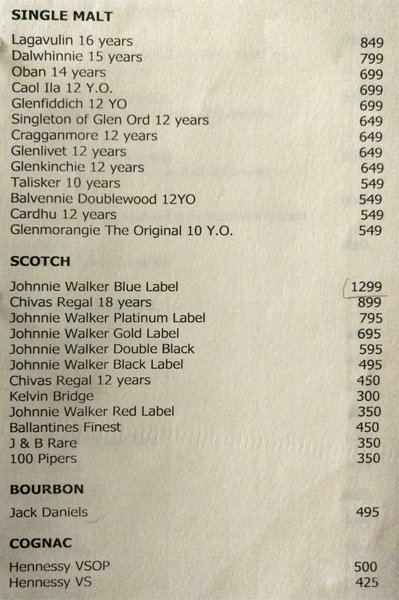 SINGLE MALT
Lagavulin 16 years 849
Dalwhinnie 15 years 799
Oban 14 years 699
Caol Ila 12 Y.O. 699
Glenfiddich 12 YO 699
Singleton of Glen Ord 12 years 649
Cragganmore 12 years 649
Glenlivet 12 years 649
Glenkinchie 12 years 649
Talisker 10 years 549
Balvennie Doublewood 12YO 549
Cardhu 12 years 549
Glenmorangie The Original 10 Y.O. 549
SCOTCH
Johnnie Walker Blue Label 1299
Chivas Regal 18 years 899
Johnnie Walker Platinum Label 795
Johnnie Walker Gold Label 695
Johnnie Walker Double Black 595
Johnnie Walker Black Label 495
Chivas Regal 12 years 450
Kelvin Bridge 300
Johnnie Walker Red Label 350
Ballantines Finest 450
J & B Rare 350
100 Pipers 350
BOURBON
Jack Daniels 495
COGNAC
Hennessy VSOP 500
Hennessy VS 425